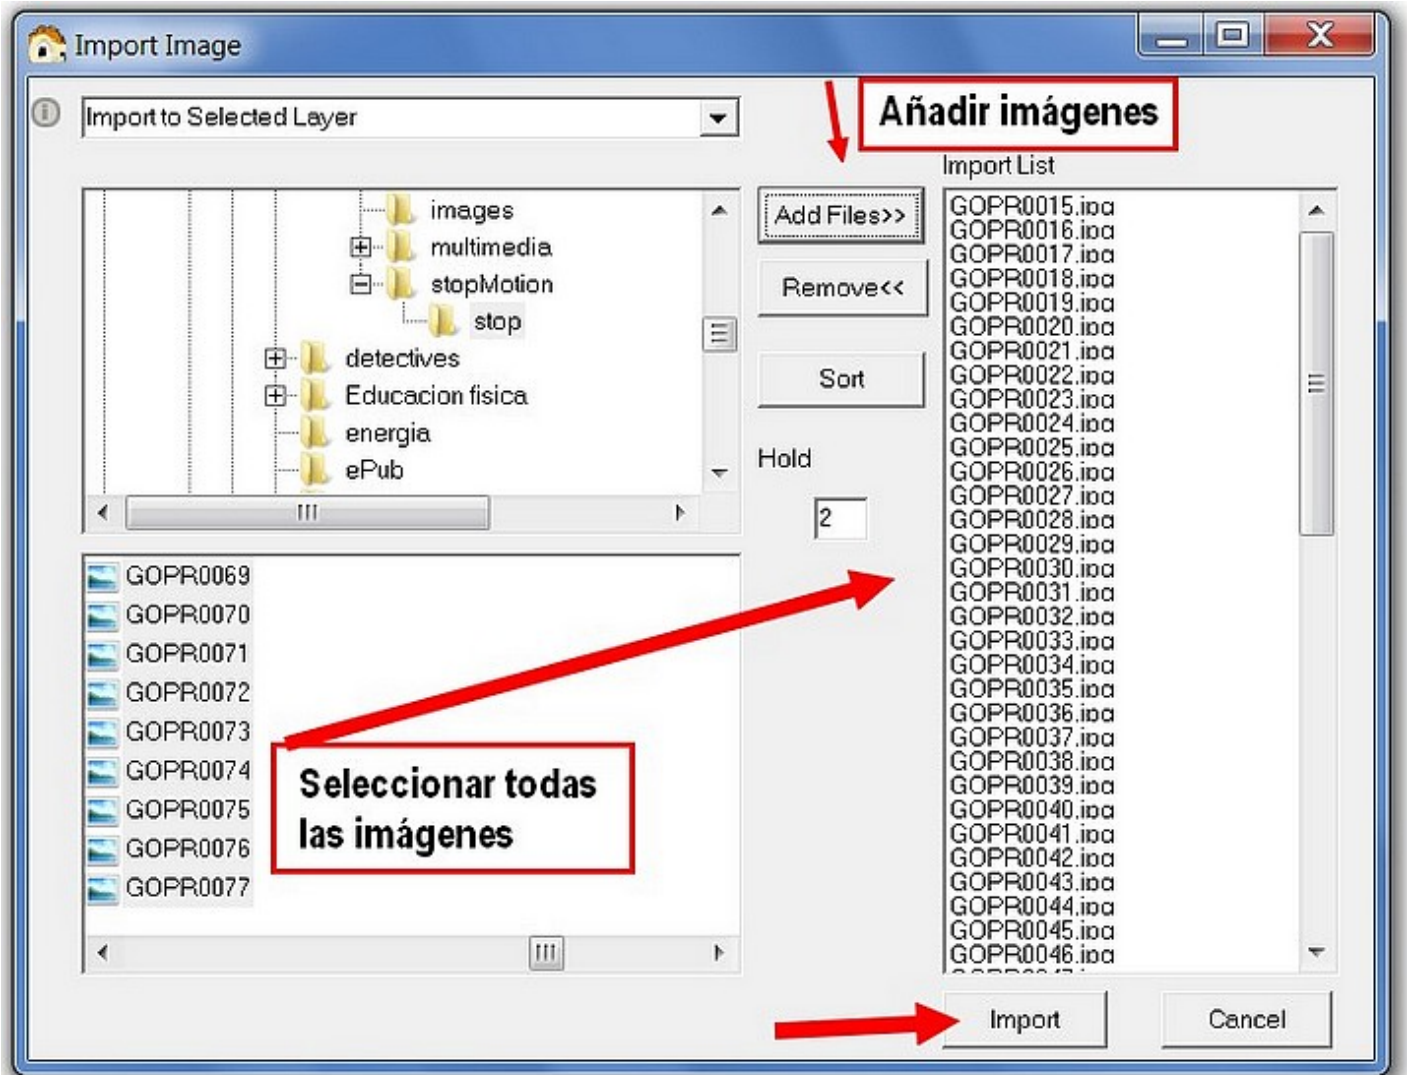 Import Image
Import to Selected Layer
Añadir imágenes
Import List
images
multimedia
stopMotion
stop
detectives
Educacion fisica
energia
ePub
Add Files>>
Remove<<
Sort
Hold
2
GOPR0069
GOPR0070
GOPR0071
GOPR0072
GOPR0073
GOPR0074
GOPR0075
GOPR0076
GOPR0077
Seleccionar todas
las imágenes
GOPR0015.jpg
GOPR0016.jpg
GOPR0017.jpg
GOPR0018.jpg
GOPR0019.jpg
GOPR0020.jpg
GOPR0021.jpg
GOPR0022.jpg
GOPR0023.jpg
GOPR0024.jpg
GOPR0025.jpg
GOPR0026.jpg
GOPR0027.jpg
GOPR0028.jpg
GOPR0029.jpg
GOPR0030.jpg
GOPR0031.jpg
GOPR0032.jpg
GOPR0033.jpg
GOPR0034.jpg
GOPR0035.jpg
GOPR0036.jpg
GOPR0037.jpg
GOPR0038.jpg
GOPR0039.jpg
GOPR0040.jpg
GOPR0041.jpg
GOPR0042.jpg
GOPR0043.jpg
GOPR0044.jpg
GOPR0045.jpg
GOPR0046.jpg
Import
Cancel